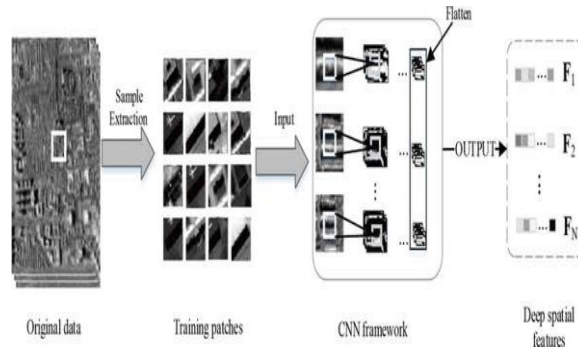 Flatten
Sample
Extraction
Input
OUTPUT
F1
F2
FN
Original data
Training patches
CNN framework
Deep spatial
features